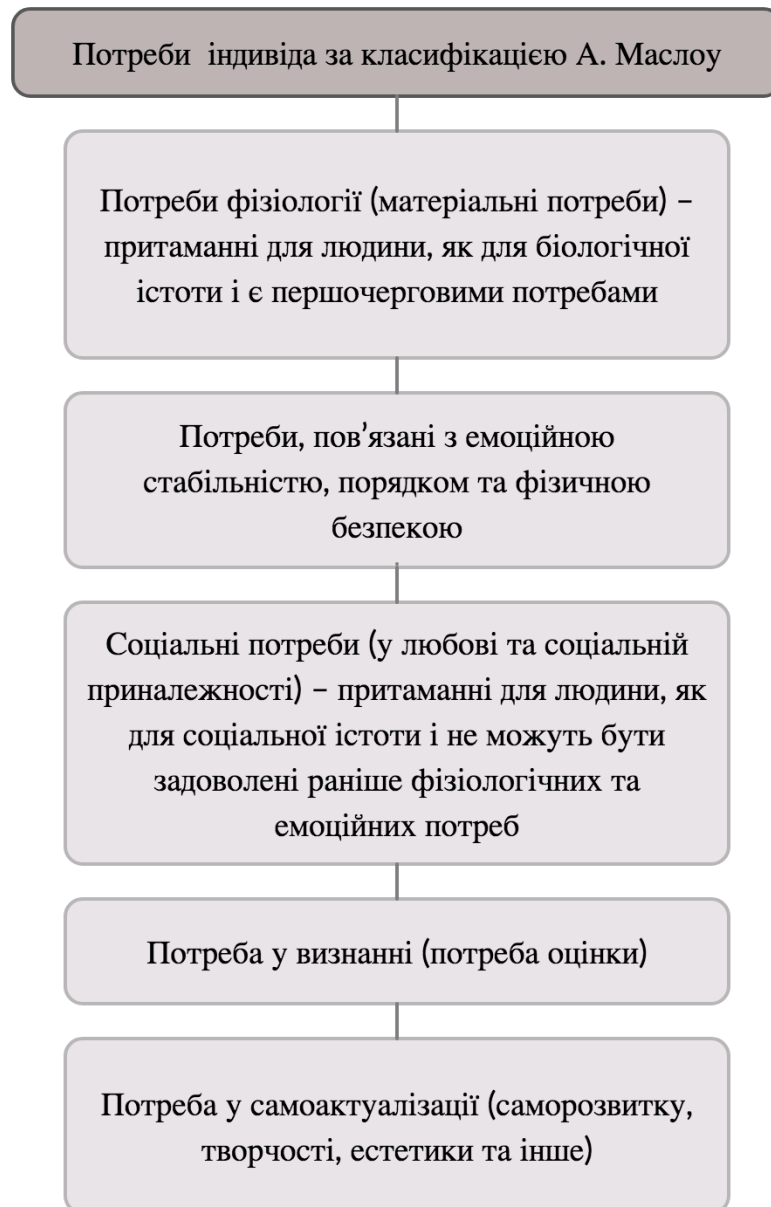 Потреби  індивіда за класифікацією А. Маслоу
Потреби фізіології (матеріальні потреби) –
притаманні для людини, як для біологічної
істоти і є першочерговими потребами
Потреби, пов’язані з емоційною
стабільністю, порядком та фізичною
безпекою
Соціальні потреби (у любові та соціальній
приналежності) – притаманні для людини, як
для соціальної істоти і не можуть бути
задоволені раніше фізіологічних та
емоційних потреб
Потреба у визнанні (потреба оцінки)
Потреба у самоактуалізації (саморозвитку,
творчості, естетики та інше)